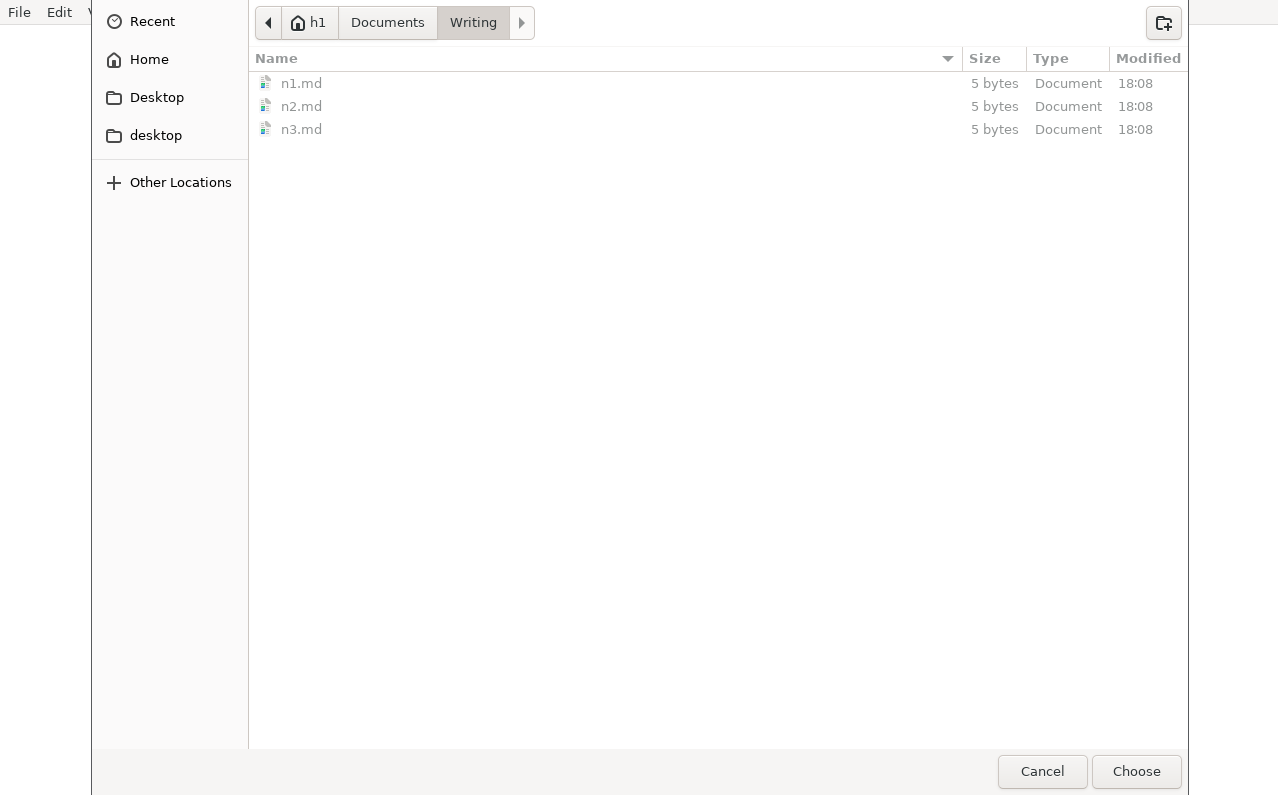 File Edit
Recent
Home
Desktop
desktop
Other Locations
h1 Documents Writing
Name Size Type Modified
n1.md 5 bytes Document 18:08
n2.md 5 bytes Document 18:08
n3.md 5 bytes Document 18:08
Cancel Choose